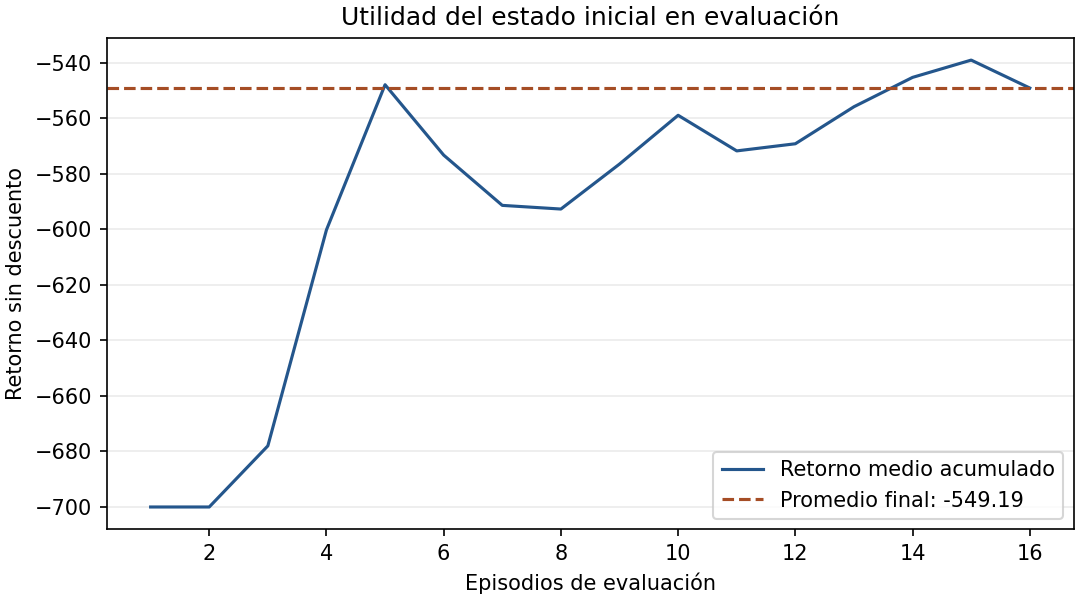 Utilidad del estado inicial en evaluación
Retorno sin descuento
−540
−560
−580
−600
−620
−640
−660
−680
−700
Retorno medio acumulado
Promedio final: -549.19
2 4 6 8 10 12 14 16
Episodios de evaluación